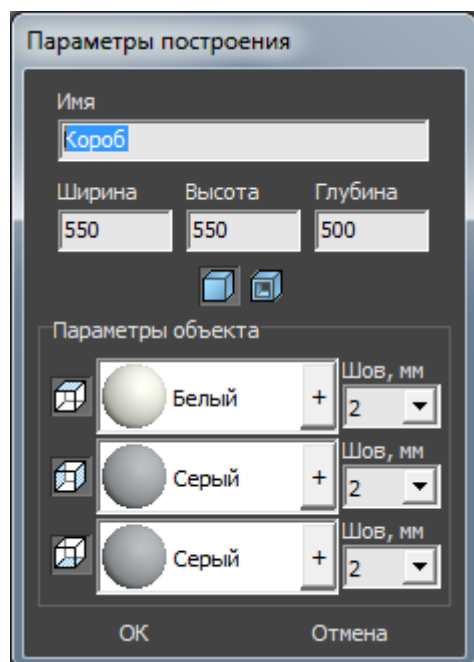 Параметры построения
Имя
Короб
Ширина Высота Глубина
550 550 500
Параметры объекта
Шов, мм
Белый + 2
Шов, мм
Серый + 2
Шов, мм
Серый + 2
OK Отмена